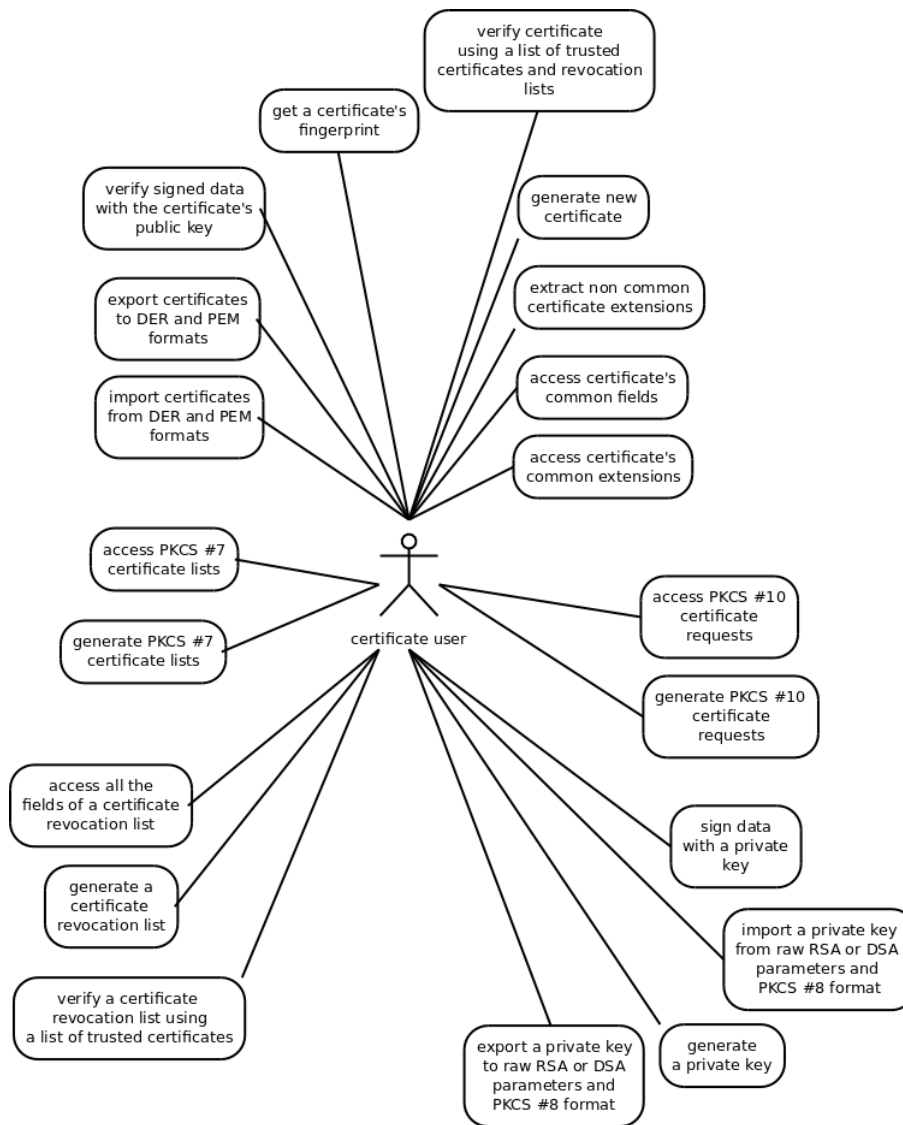 verify certificate
using a list of trusted
certificates and revocation
lists
get a certificate's
fingerprint
verify signed data
with the certificate's
public key
generate new
certificate
export certificates
to DER and PEM
formats
extract non common
certificate extensions
import certificates
from DER and PEM
formats
access certificate's
common fields
access certificate's
common extensions
access PKCS #7
certificate lists
generate PKCS #7
certificate lists
certificate user
access PKCS #10
certificate
requests
generate PKCS #10
certificate
requests
access all the
fields of a certificate
revocation list
sign data
with a private
key
generate a
certificate
revocation list
import a private key
from raw RSA or DSA
parameters and
PKCS #8 format
verify a certificate
revocation list using
a list of trusted certificates
export a private key
to raw RSA or DSA
parameters and
PKCS #8 format
generate
a private key